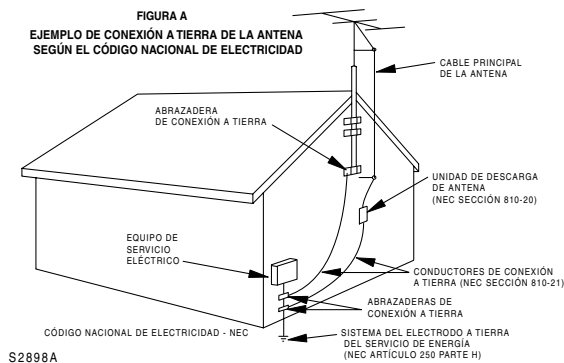 FIGURA A
EJEMPLO DE CONEXIÓN A TIERRA DE LA ANTENA
SEGÚN EL CÓDIGO NACIONAL DE ELECTRICIDAD
CABLE PRINCIPAL
DE LA ANTENA
ABRAZADERA
DE CONEXIÓN A TIERRA
UNIDAD DE DESCARGA
DE ANTENA
(NEC SECCIÓN 810-20)
EQUIPO DE
SERVICIO
ELÉCTRICO
CONDUCTORES DE CONEXIÓN
A TIERRA (NEC SECCIÓN 810-21)
ABRAZADERAS DE
CONEXIÓN A TIERRA
CÓDIGO NACIONAL DE ELECTRICIDAD - NEC
SISTEMA DEL ELECTRODO A TIERRA
DEL SERVICIO DE ENERGÍA
(NEC ARTÍCULO 250 PARTE H)
S2898A